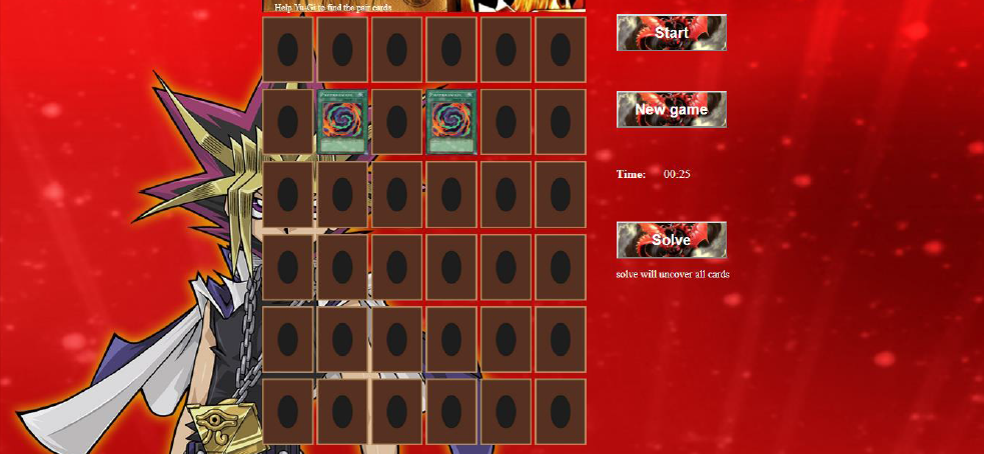 Help Yu-Gi to find the pair cards
Start
New game
Time: 00:25
Solve
solve will uncover all cards